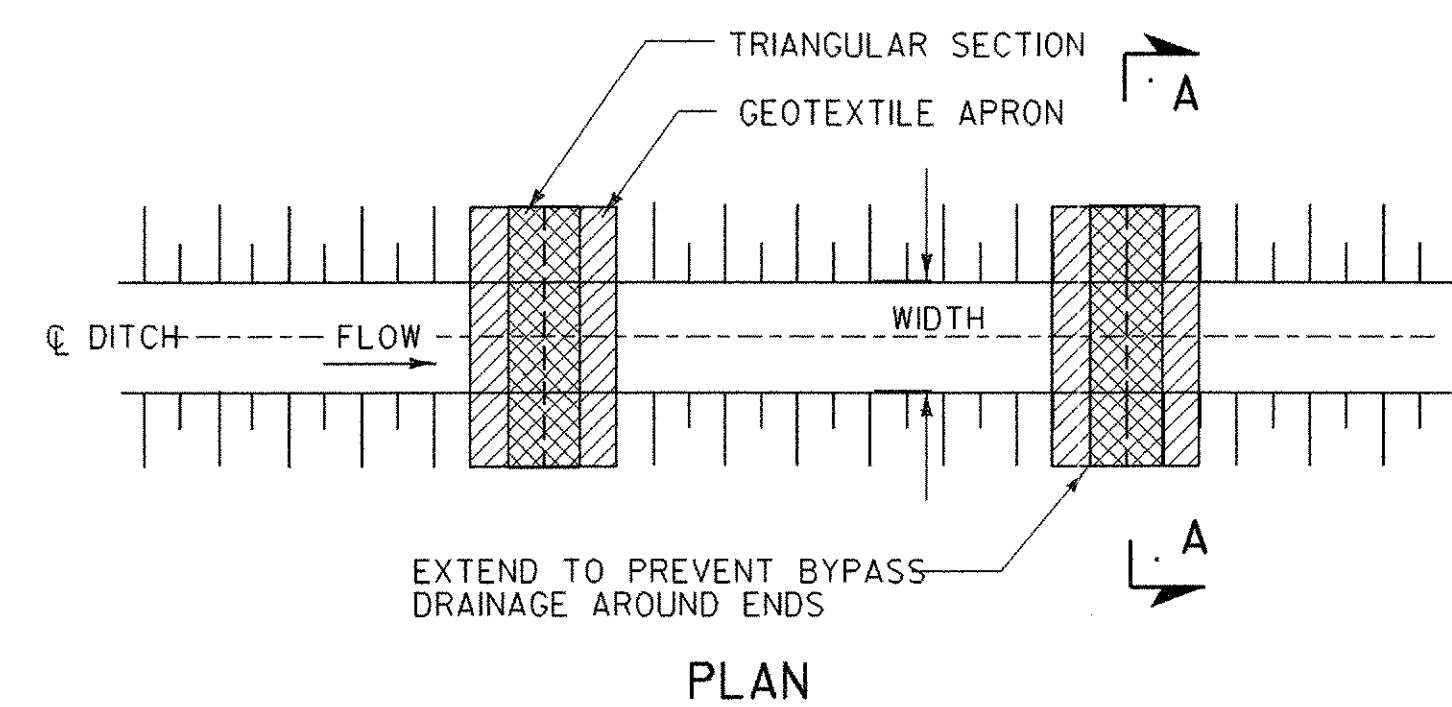 TRIANGULAR SECTION
A
GEOTEXTILE APRON
℄ DITCH
FLOW
WIDTH
A
EXTEND TO PREVENT BYPASS
DRAINAGE AROUND ENDS
PLAN